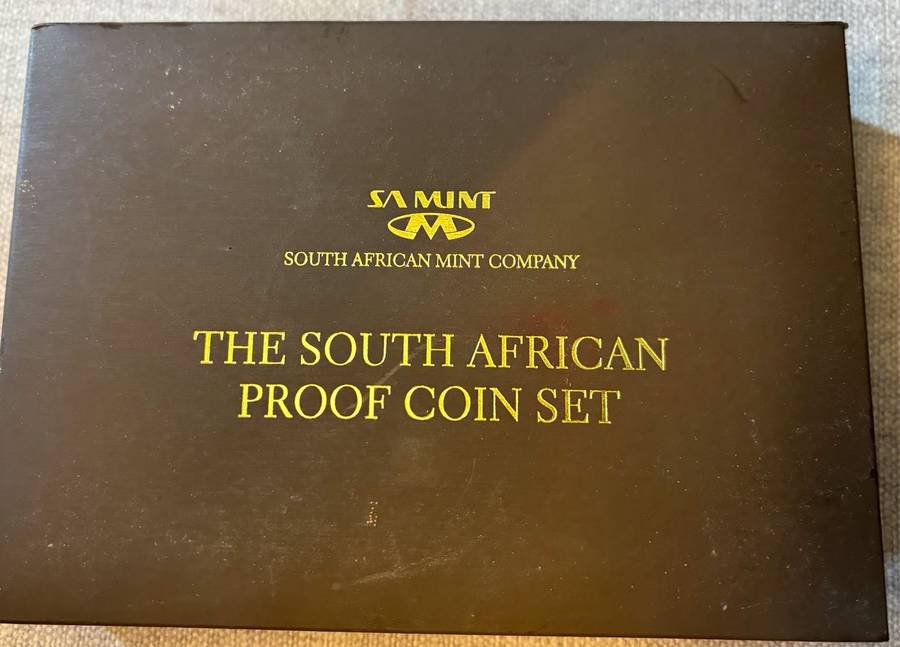 SA MINT
SOUTH AFRICAN MINT COMPANY
THE SOUTH AFRICAN
PROOF COIN SET